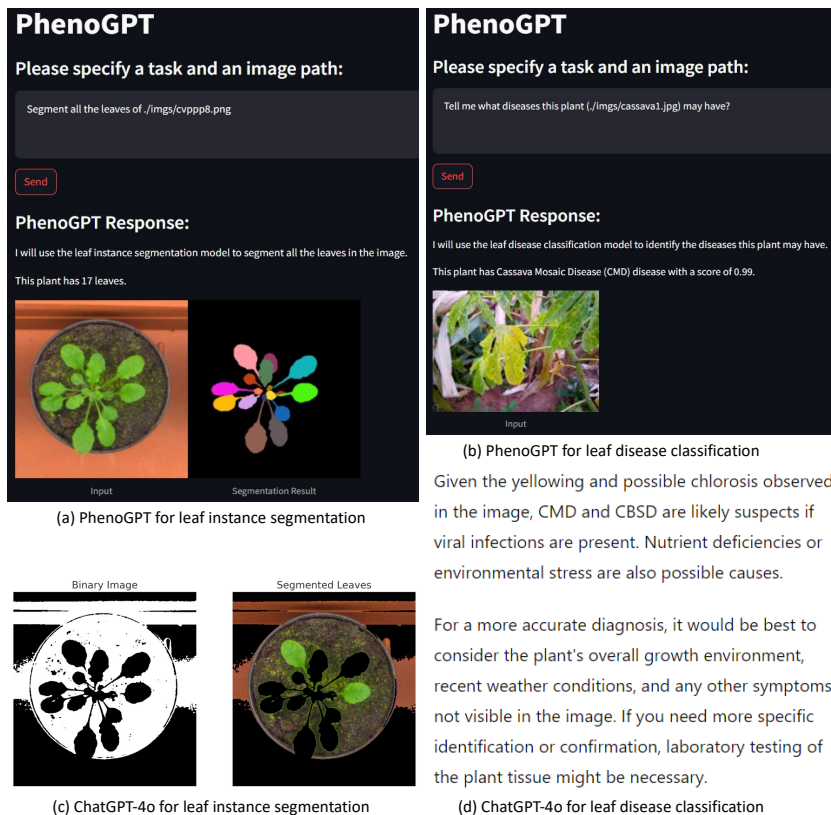 PhenoGPT
Please specify a task and an image path:
Segment all the leaves of ./imgs/cvppp8.png
Send
PhenoGPT Response:
I will use the leaf instance segmentation model to segment all the leaves in the image.
This plant has 17 leaves.
Input
Segmentation Result
(a) PhenoGPT for leaf instance segmentation
PhenoGPT
Please specify a task and an image path:
Tell me what diseases this plant (./imgs/cassava1.jpg) may have?
Send
PhenoGPT Response:
I will use the leaf disease classification model to identify the diseases this plant may have.
This plant has Cassava Mosaic Disease (CMD) disease with a score of 0.99.
Input
(b) PhenoGPT for leaf disease classification
Binary Image
Segmented Leaves
(c) ChatGPT-4o for leaf instance segmentation
Given the yellowing and possible chlorosis observed
in the image, CMD and CBSD are likely suspects if
viral infections are present. Nutrient deficiencies or
environmental stress are also possible causes.
For a more accurate diagnosis, it would be best to
consider the plant's overall growth environment,
recent weather conditions, and any other symptoms
not visible in the image. If you need more specific
identification or confirmation, laboratory testing of
the plant tissue might be necessary.
(d) ChatGPT-4o for leaf disease classification